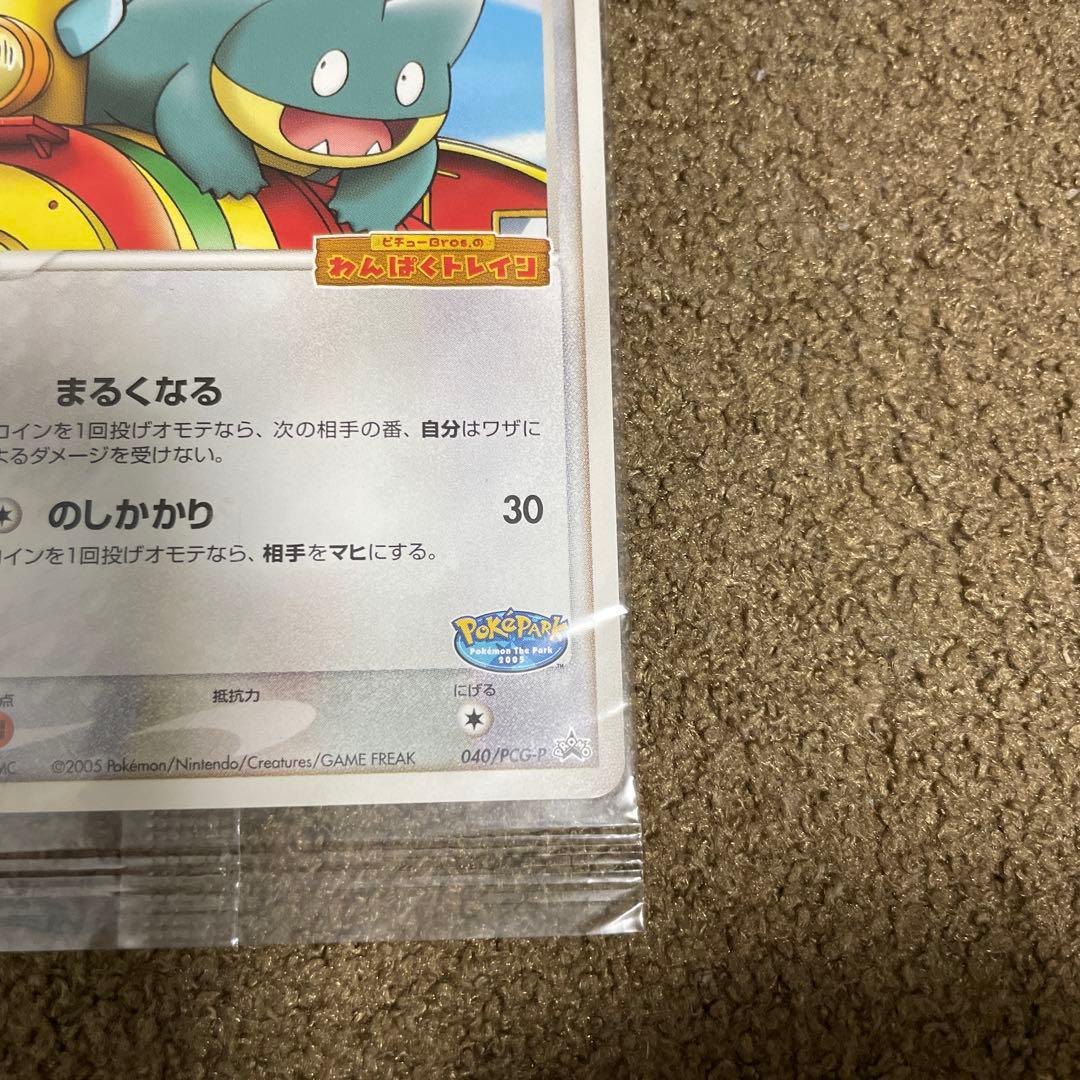 ピチューBros.の
わんぱくトレイン
まるくなる
コインを1回投げオモテなら、次の相手の番、自分はワザに
よるダメージを受けない。
のしかかり 30
コインを1回投げオモテなら、相手をマヒにする。
POKéPARK
Pokémon The Park
2005
TM
点 抵抗力 にげる
MC ©2005 Pokémon/Nintendo/Creatures/GAME FREAK 040/PCG-P PROMO